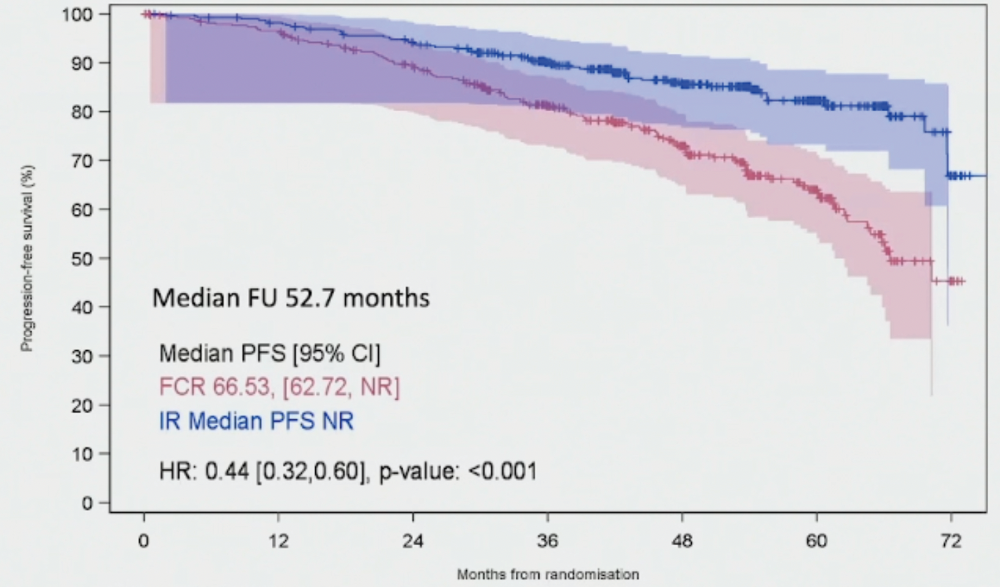 100
90
80
70
60
50
40
30
20
10
0
Progression-free survival (%)
Median FU 52.7 months
Median PFS [95% CI]
FCR 66.53, [62.72, NR]
IR Median PFS NR
HR: 0.44 [0.32,0.60], p-value: <0.001
0 12 24 36 48 60 72
Months from randomisation